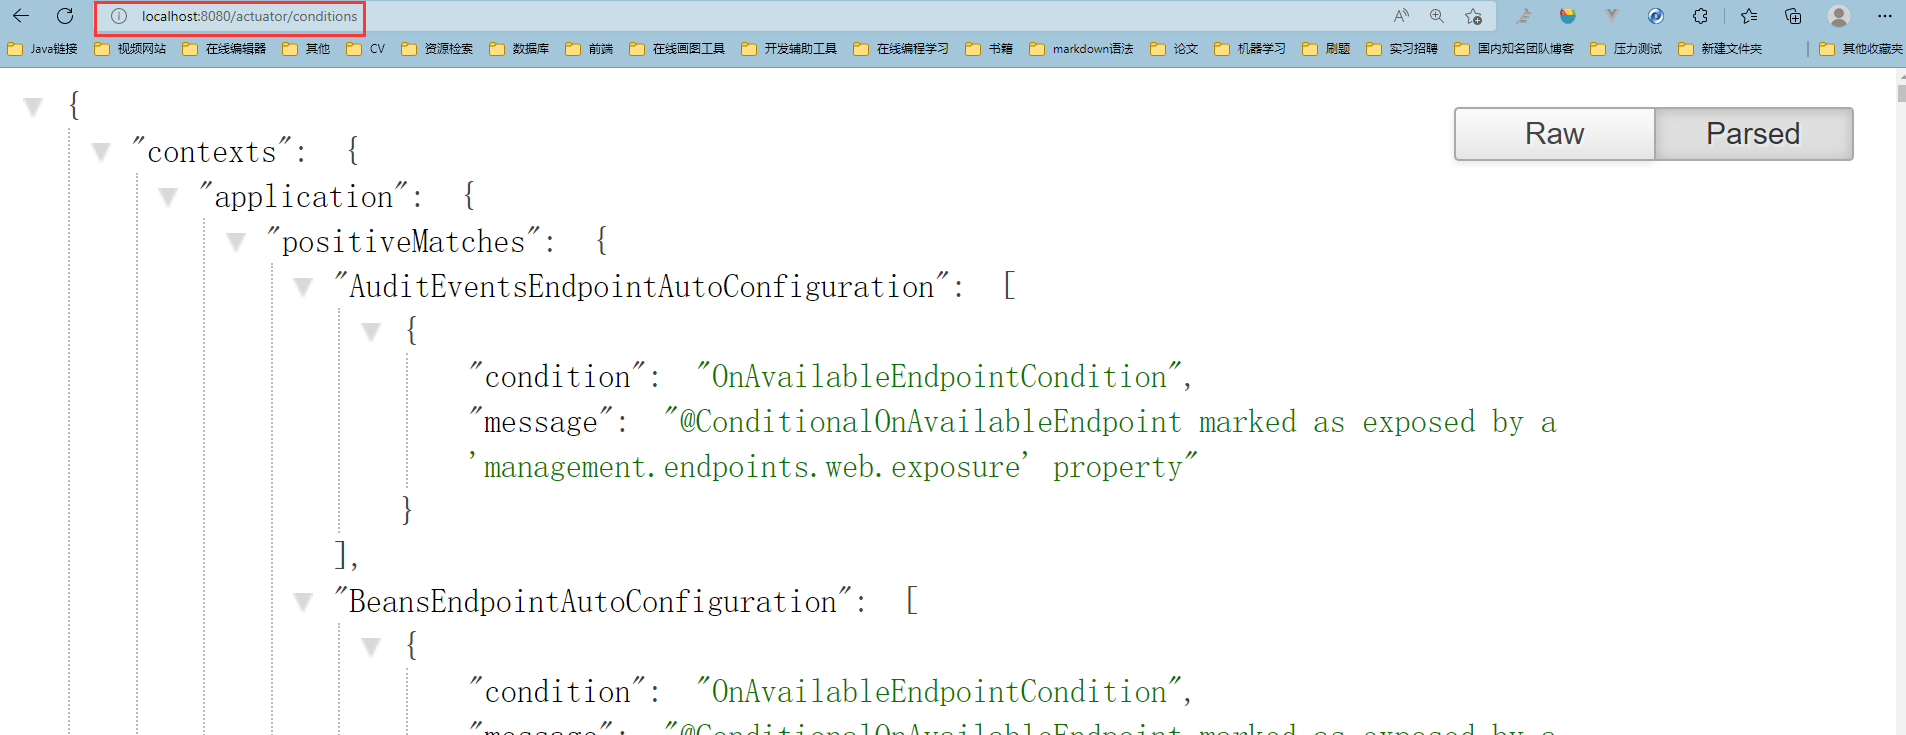 localhost:8080/actuator/conditions
Java链接 视频网站 在线编辑器 其他 CV 资源检索 数据库 前端 在线画图工具 开发辅助工具 在线编程学习 书籍 markdown语法 论文 机器学习 刷题 实习招聘 国内知名团队博客 压力测试 新建文件夹 其他收藏夹
{
Raw Parsed
"contexts": {
"application": {
"positiveMatches": {
"AuditEventsEndpointAutoConfiguration": [
{
"condition": "OnAvailableEndpointCondition",
"message": "@ConditionalOnAvailableEndpoint marked as exposed by a
'management.endpoints.web.exposure' property"
}
],
"BeansEndpointAutoConfiguration": [
{
"condition": "OnAvailableEndpointCondition",
"message": "@ConditionalOnAvailableEndpoint marked as exposed by a